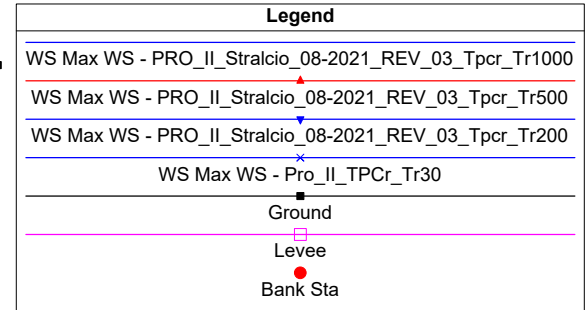 Legend
WS Max WS - PRO_II_Stralcio_08-2021_REV_03_Tpcr_Tr1000
WS Max WS - PRO_II_Stralcio_08-2021_REV_03_Tpcr_Tr500
WS Max WS - PRO_II_Stralcio_08-2021_REV_03_Tpcr_Tr200
WS Max WS - Pro_II_TPCr_Tr30
Ground
Levee
Bank Sta